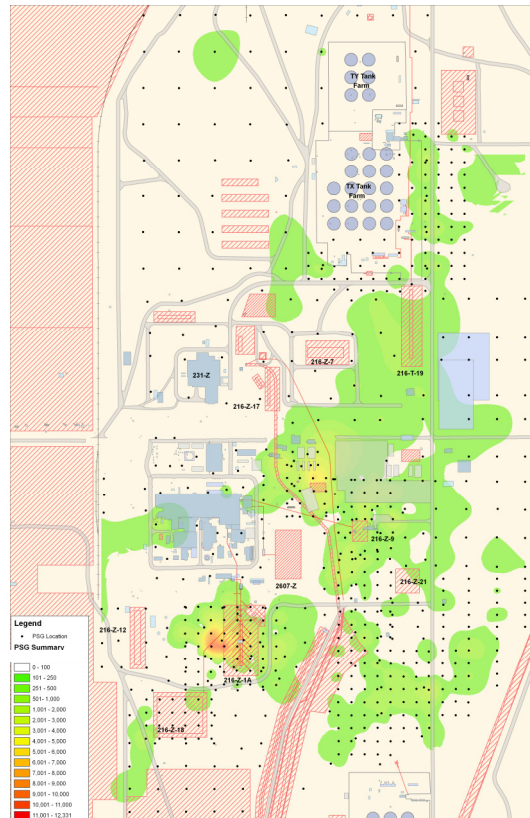 TY Tank
Farm
TX Tank
Farm
216-Z-7
231-Z
216-T-19
216-Z-17
216-Z-9
216-Z-21
2607-Z
216-Z-12
216-Z-1A
216-Z-18
Legend
PSG Location
PSG Summary
0 - 100
101 - 250
251 - 500
501 - 1,000
1,001 - 2,000
2,001 - 3,000
3,001 - 4,000
4,001 - 5,000
5,001 - 6,000
6,001 - 7,000
7,001 - 8,000
8,001 - 9,000
9,001 - 10,000
10,001 - 11,000
11,001 - 12,331